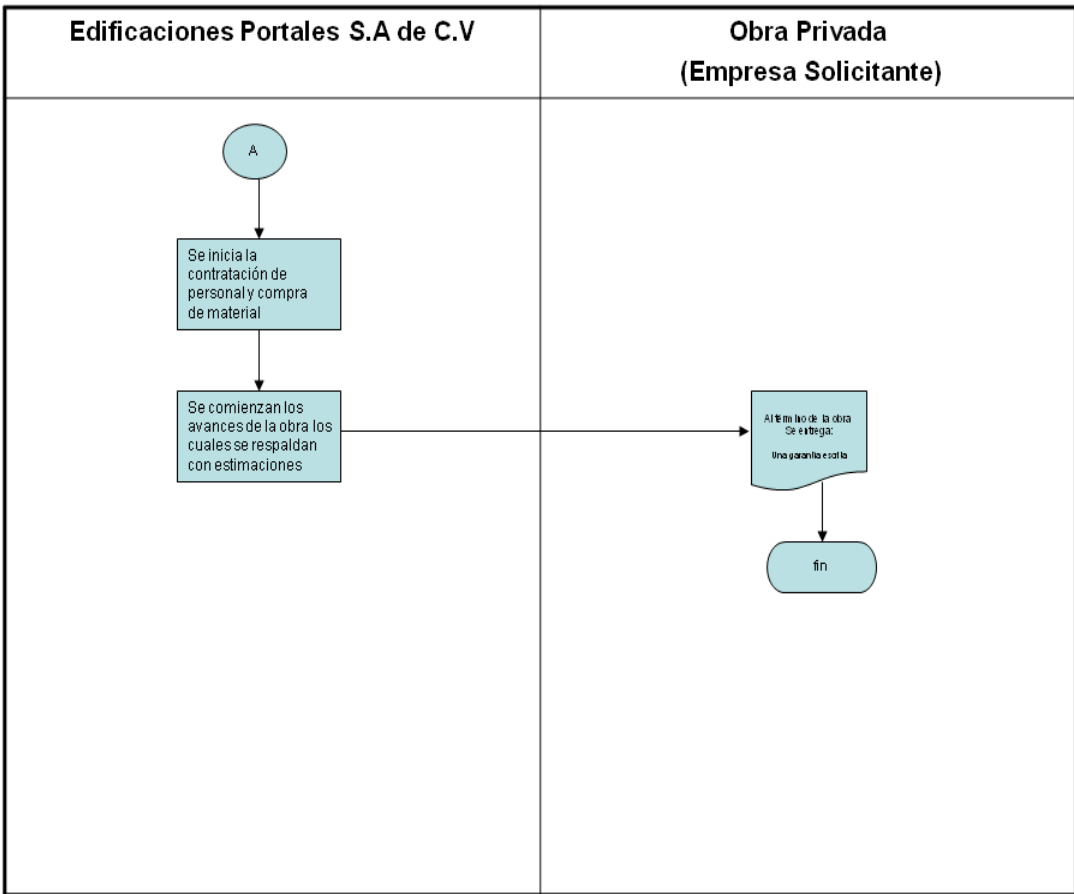 Edificaciones Portales S.A de C.V
Obra Privada
(Empresa Solicitante)
A
Se inicia la
contratación de
personal y compra
de material
Se comienzan los
avances de la obra los
cuales se respaldan
con estimaciones
Al término de la obra
Se entrega:
Una garantía escrita
fin